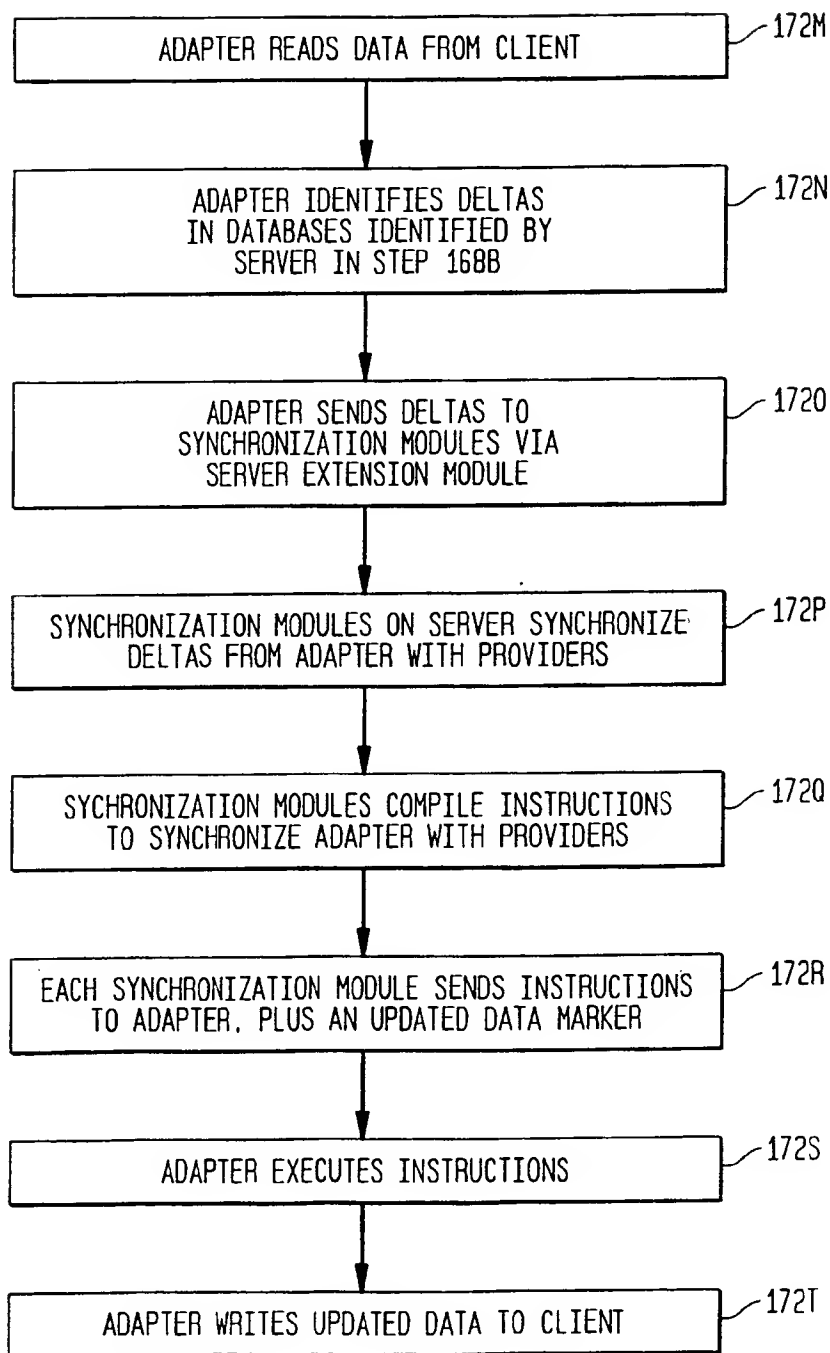 172M
ADAPTER READS DATA FROM CLIENT
172N
ADAPTER IDENTIFIES DELTAS
IN DATABASES IDENTIFIED BY
SERVER IN STEP 168B
172O
ADAPTER SENDS DELTAS TO
SYNCHRONIZATION MODULES VIA
SERVER EXTENSION MODULE
172P
SYNCHRONIZATION MODULES ON SERVER SYNCHRONIZE
DELTAS FROM ADAPTER WITH PROVIDERS
172Q
SYCHRONIZATION MODULES COMPILE INSTRUCTIONS
TO SYNCHRONIZE ADAPTER WITH PROVIDERS
172R
EACH SYNCHRONIZATION MODULE SENDS INSTRUCTIONS
TO ADAPTER, PLUS AN UPDATED DATA MARKER
172S
ADAPTER EXECUTES INSTRUCTIONS
172T
ADAPTER WRITES UPDATED DATA TO CLIENT